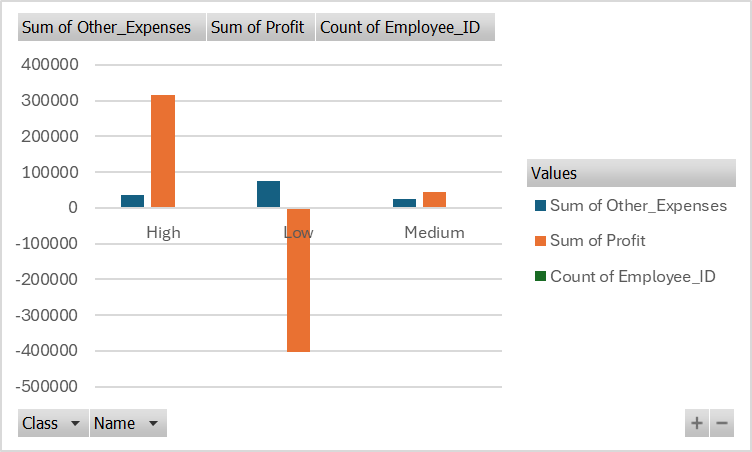 Sum of Other_Expenses Sum of Profit Count of Employee_ID
400000
300000
200000
100000
0
-100000
-200000
-300000
-400000
-500000
High Low Medium
Values
Sum of Other_Expenses
Sum of Profit
Count of Employee_ID
Class Name
+ −